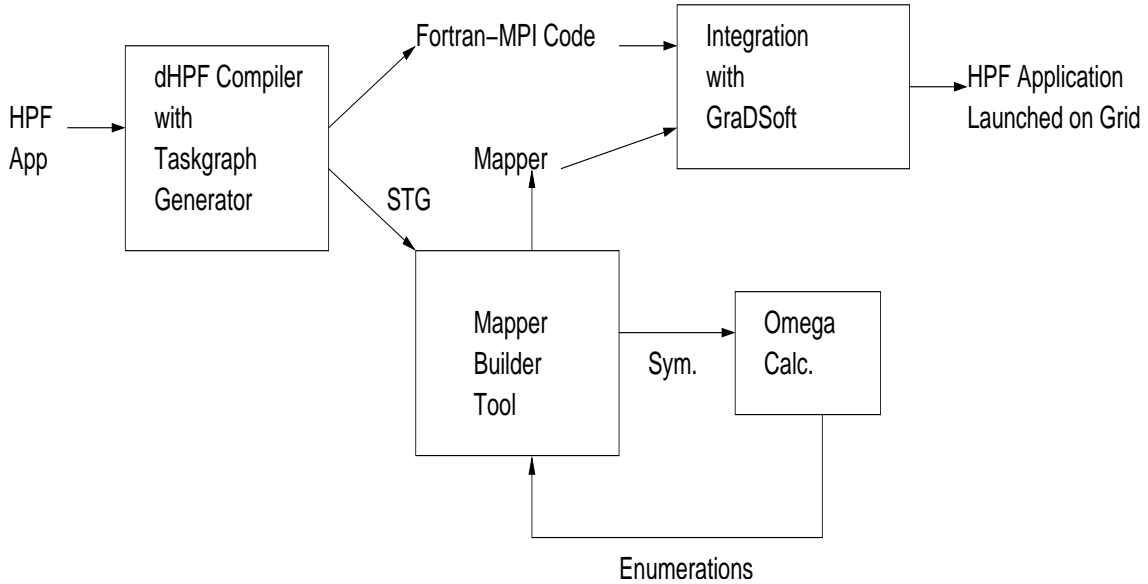 HPF
App
dHPF Compiler
with
Taskgraph
Generator
Fortran–MPI Code
STG
Mapper
Integration
with
GraDSoft
HPF Application
Launched on Grid
Mapper
Builder
Tool
Sym.
Omega
Calc.
Enumerations